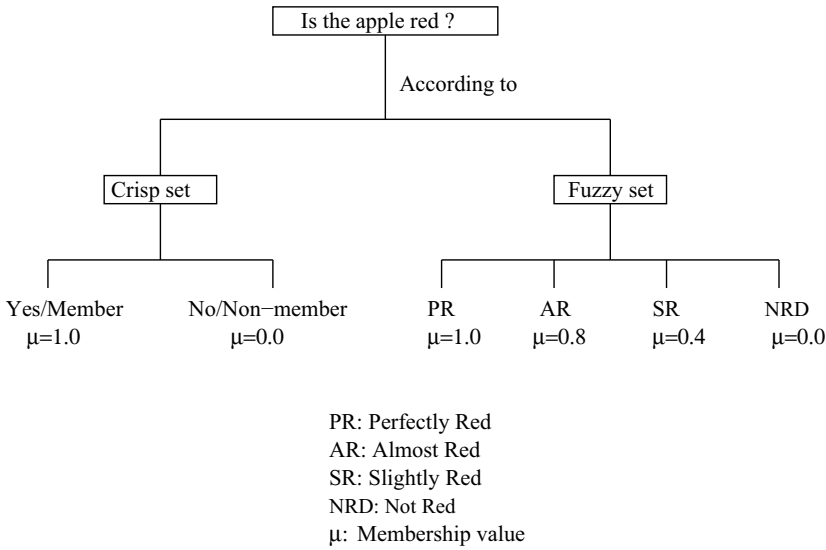 Is the apple red ?
According to
Crisp set
Fuzzy set
Yes/Member No/Non−member PR AR SR NRD
μ=1.0 μ=0.0 μ=1.0 μ=0.8 μ=0.4 μ=0.0
PR: Perfectly Red
AR: Almost Red
SR: Slightly Red
NRD: Not Red
μ: Membership value